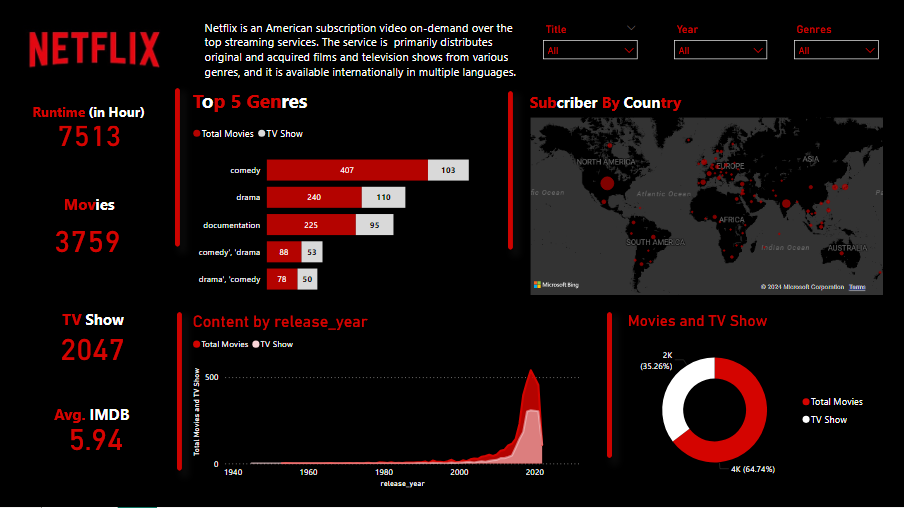 NETFLIX
Netflix is an American subscription video on-demand over the
top streaming services. The service is primarily distributes
original and acquired films and television shows from various
genres, and it is available internationally in multiple languages.
Title
All
Year
All
Genres
All
Runtime (in Hour)
7513
Movies
3759
TV Show
2047
Avg. IMDB
5.94
Top 5 Genres
Total Movies TV Show
comedy 407 103
drama 240 110
documentation 225 95
comedy', 'drama 88 53
drama', 'comedy 78 50
Subcriber By Country
NORTH AMERICA
EUROPE
ASIA
ic Ocean
Atlantic Ocean
Pa
AFRICA
SOUTH AMERICA
Indian Ocean
AUSTRALIA
Microsoft Bing
© 2024 Microsoft Corporation Terms
Content by release_year
Total Movies TV Show
Total Movies and TV Show
500
0
1940 1960 1980 2000 2020
release_year
Movies and TV Show
2K
(35.26%)
4K (64.74%)
Total Movies
TV Show